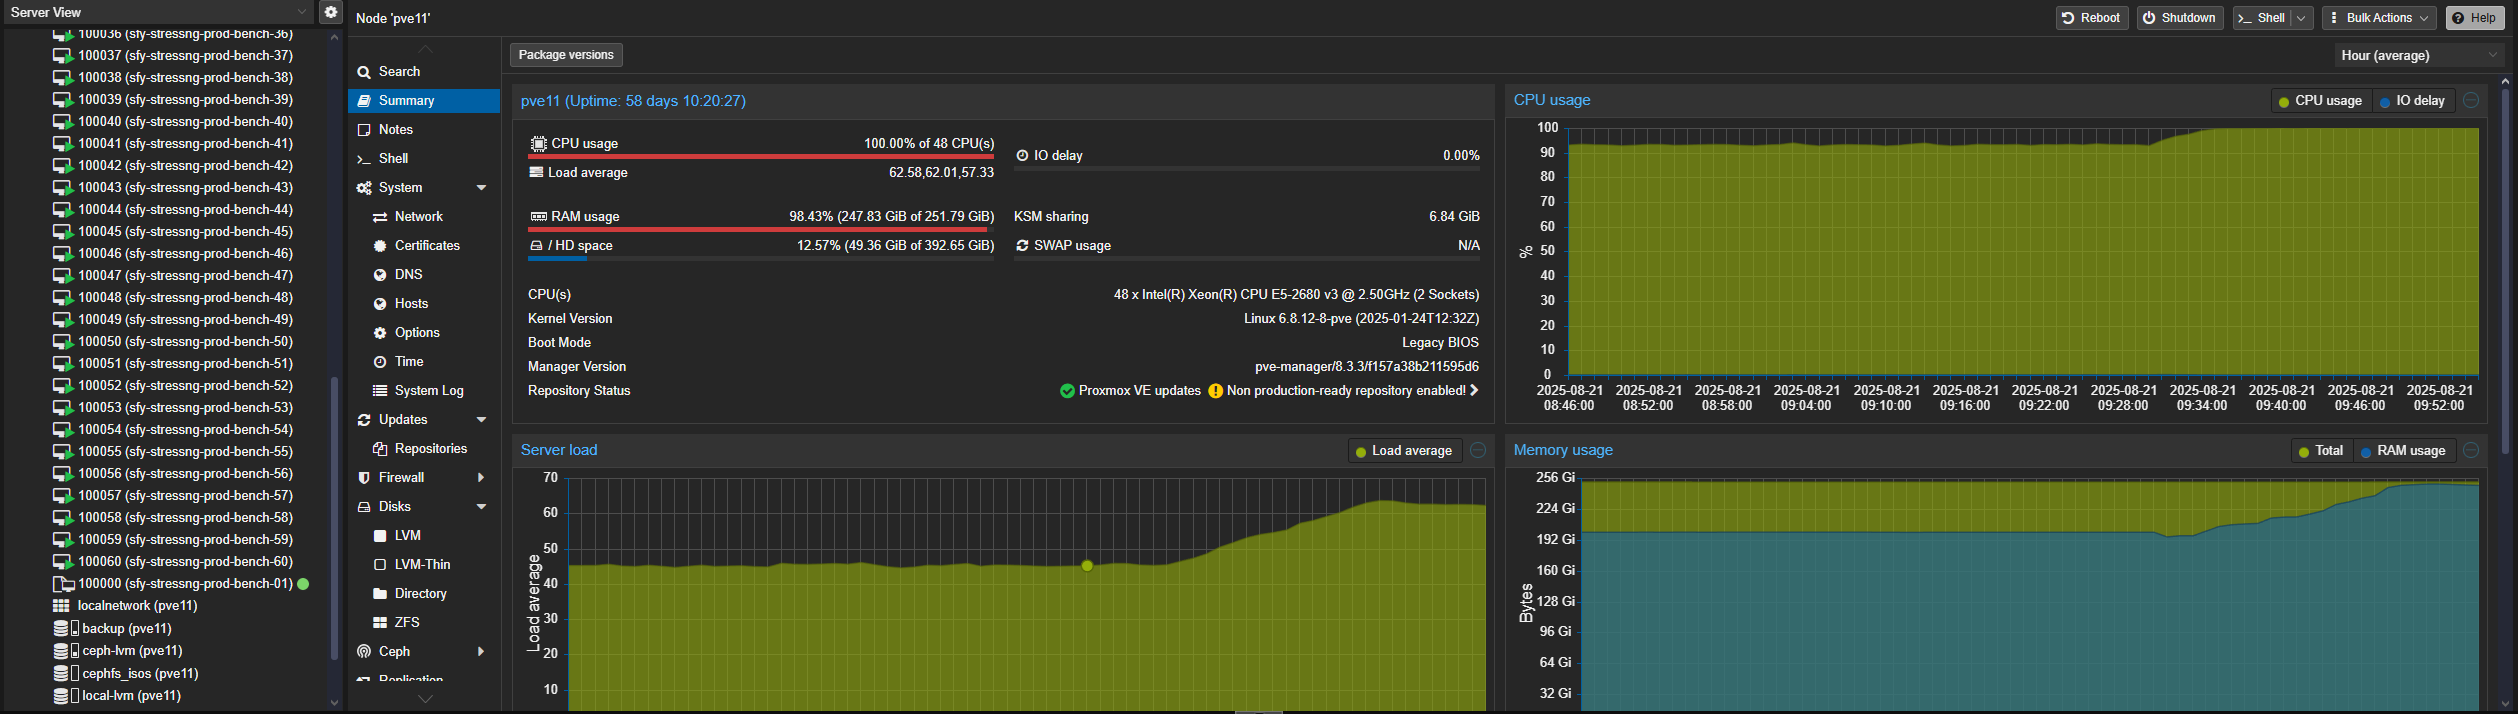 Server View
100036 (sfy-stressng-prod-bench-36)
100037 (sfy-stressng-prod-bench-37)
100038 (sfy-stressng-prod-bench-38)
100039 (sfy-stressng-prod-bench-39)
100040 (sfy-stressng-prod-bench-40)
100041 (sfy-stressng-prod-bench-41)
100042 (sfy-stressng-prod-bench-42)
100043 (sfy-stressng-prod-bench-43)
100044 (sfy-stressng-prod-bench-44)
100045 (sfy-stressng-prod-bench-45)
100046 (sfy-stressng-prod-bench-46)
100047 (sfy-stressng-prod-bench-47)
100048 (sfy-stressng-prod-bench-48)
100049 (sfy-stressng-prod-bench-49)
100050 (sfy-stressng-prod-bench-50)
100051 (sfy-stressng-prod-bench-51)
100052 (sfy-stressng-prod-bench-52)
100053 (sfy-stressng-prod-bench-53)
100054 (sfy-stressng-prod-bench-54)
100055 (sfy-stressng-prod-bench-55)
100056 (sfy-stressng-prod-bench-56)
100057 (sfy-stressng-prod-bench-57)
100058 (sfy-stressng-prod-bench-58)
100059 (sfy-stressng-prod-bench-59)
100060 (sfy-stressng-prod-bench-60)
100000 (sfy-stressng-prod-bench-01)
localnetwork (pve11)
backup (pve11)
ceph-lvm (pve11)
cephfs_isos (pve11)
local-lvm (pve11)
Node 'pve11'
Reboot
Shutdown
Shell
Bulk Actions
Help
Search
Summary
Notes
Shell
System
Network
Certificates
DNS
Hosts
Options
Time
System Log
Updates
Repositories
Firewall
Disks
LVM
LVM-Thin
Directory
ZFS
Ceph
Replication
Package versions
Hour (average)
pve11 (Uptime: 58 days 10:20:27)
CPU usage 100.00% of 48 CPU(s)
Load average 62.58,62.01,57.33
IO delay 0.00%
RAM usage 98.43% (247.83 GiB of 251.79 GiB)
KSM sharing 6.84 GiB
/ HD space 12.57% (49.36 GiB of 392.65 GiB)
SWAP usage N/A
CPU(s) 48 x Intel(R) Xeon(R) CPU E5-2680 v3 @ 2.50GHz (2 Sockets)
Kernel Version Linux 6.8.12-8-pve (2025-01-24T12:32Z)
Boot Mode Legacy BIOS
Manager Version pve-manager/8.3.3/f157a38b211595d6
Repository Status Proxmox VE updates Non production-ready repository enabled!
CPU usage
CPU usage IO delay
100
90
80
70
60
50
40
30
20
10
0
%
2025-08-21 08:46:00
2025-08-21 08:52:00
2025-08-21 08:58:00
2025-08-21 09:04:00
2025-08-21 09:10:00
2025-08-21 09:16:00
2025-08-21 09:22:00
2025-08-21 09:28:00
2025-08-21 09:34:00
2025-08-21 09:40:00
2025-08-21 09:46:00
2025-08-21 09:52:00
Server load
Load average
70
60
50
40
30
20
10
Load average
Memory usage
Total RAM usage
256 Gi
224 Gi
192 Gi
160 Gi
128 Gi
96 Gi
64 Gi
32 Gi
Bytes